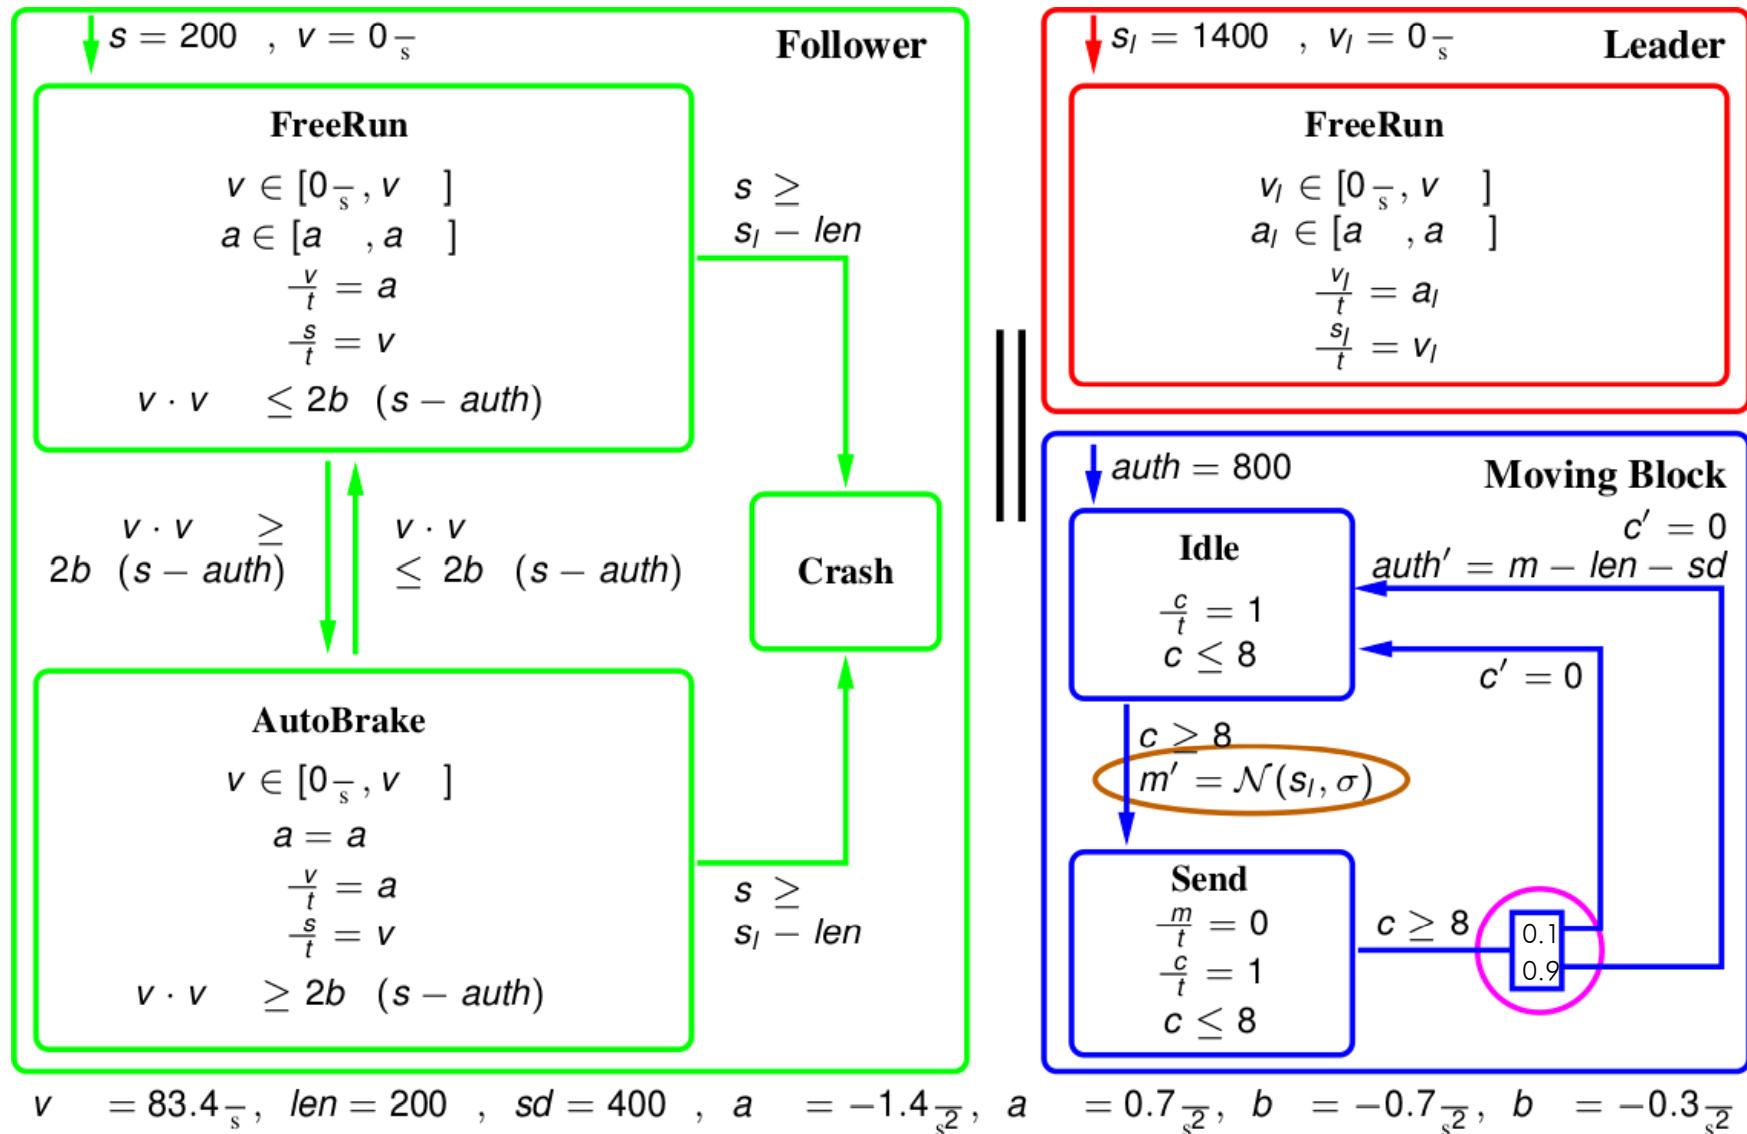 s = 200 , v = 0 —/s
Follower
FreeRun
v ∈ [0 —/s , v ]
a ∈ [a , a ]
v/t = a
s/t = v
v · v ≤ 2b (s − auth)
s ≥
s_l − len
v · v ≥
2b (s − auth)
v · v
≤ 2b (s − auth)
Crash
AutoBrake
v ∈ [0 —/s , v ]
a = a
v/t = a
s/t = v
v · v ≥ 2b (s − auth)
s ≥
s_l − len
s_l = 1400 , v_l = 0 —/s
Leader
FreeRun
v_l ∈ [0 —/s , v ]
a_l ∈ [a , a ]
v_l/t = a_l
s_l/t = v_l
auth = 800
Moving Block
c′ = 0
auth′ = m − len − sd
Idle
c/t = 1
c ≤ 8
c′ = 0
c ≥ 8
m′ = 𝒩(s_l, σ)
Send
m/t = 0
c/t = 1
c ≤ 8
c ≥ 8
0.1
0.9
v = 83.4 —/s , len = 200 , sd = 400 , a = −1.4 —/s² , a = 0.7 —/s² , b = −0.7 —/s² , b = −0.3 —/s²